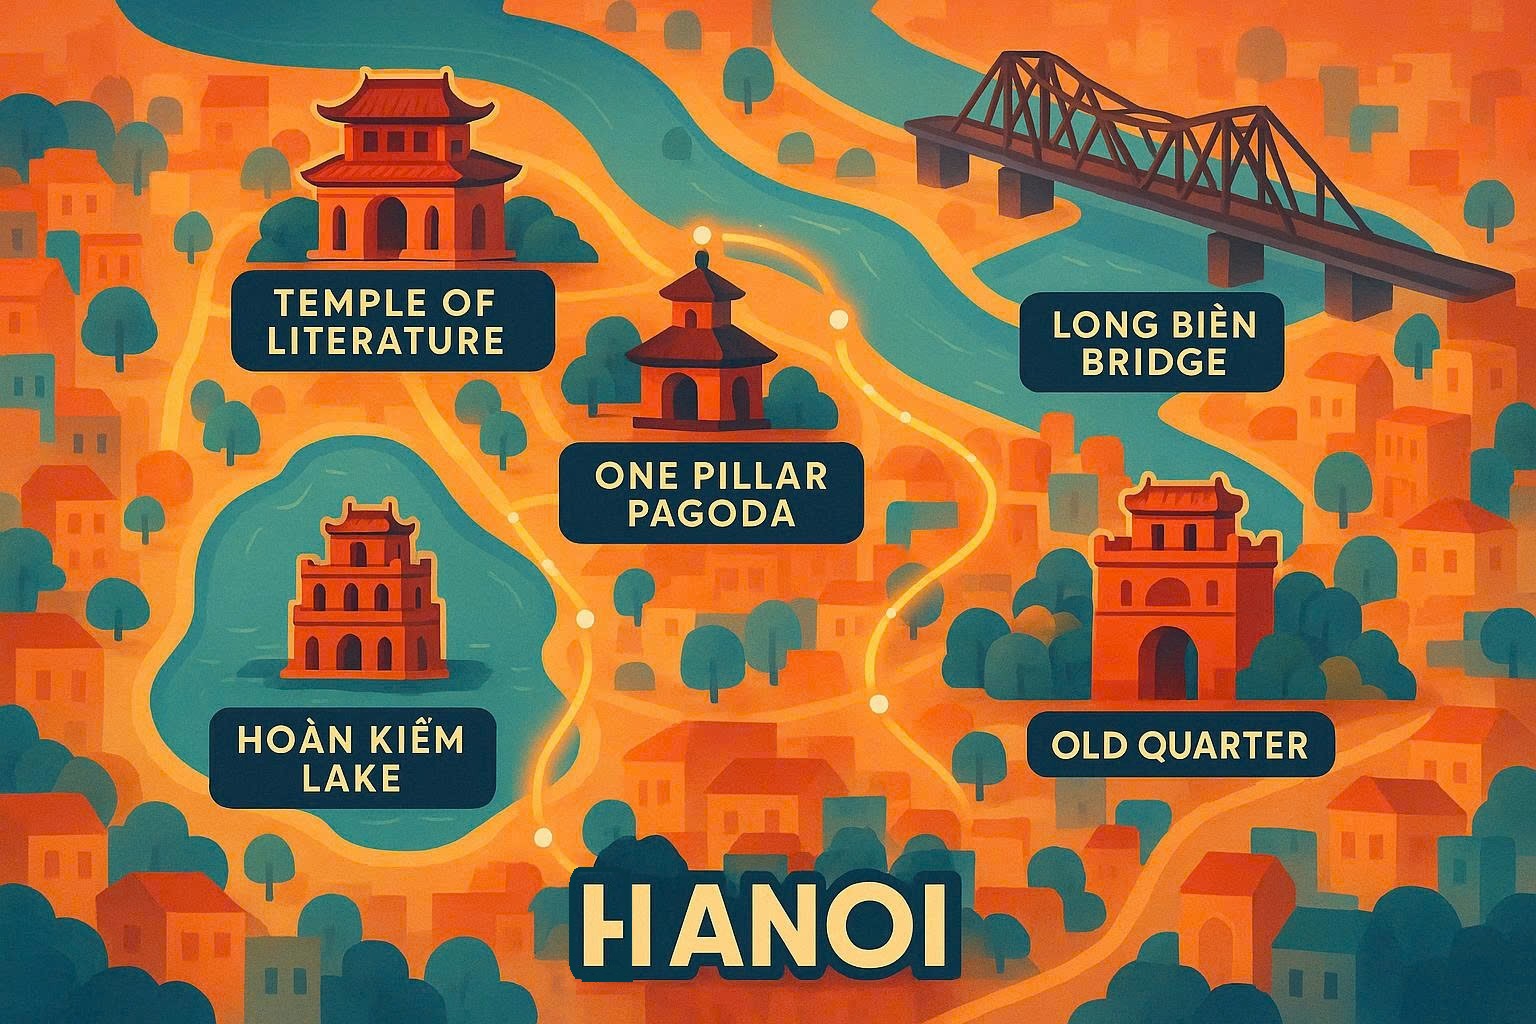 TEMPLE OF
LITERATURE
LONG BIÈN
BRIDGE
ONE PILLAR
PAGODA
HOÀN KIẾM
LAKE
OLD QUARTER
HANOI